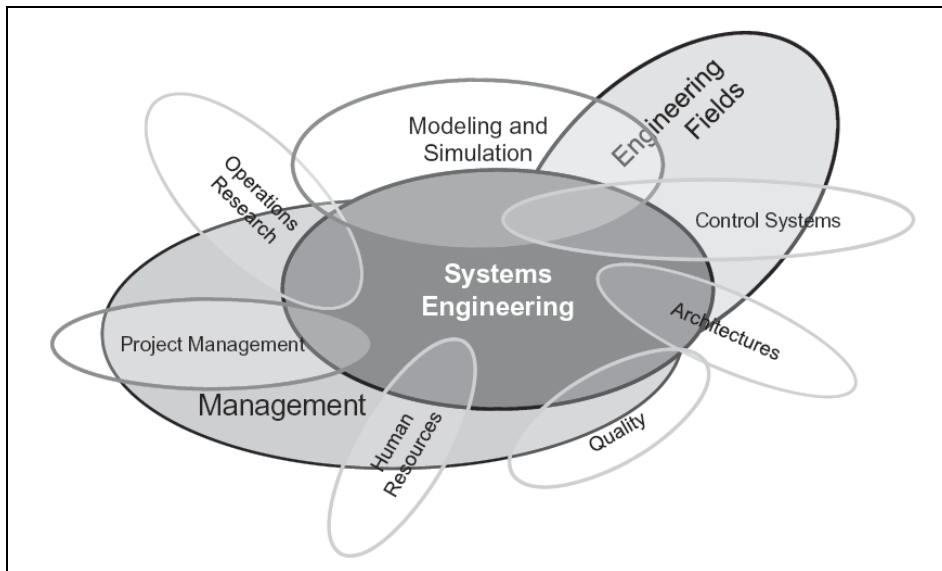 Engineering
Fields
Modeling and
Simulation
Operations
Research
Control Systems
Systems
Engineering
Architectures
Project Management
Management
Human
Resources
Quality